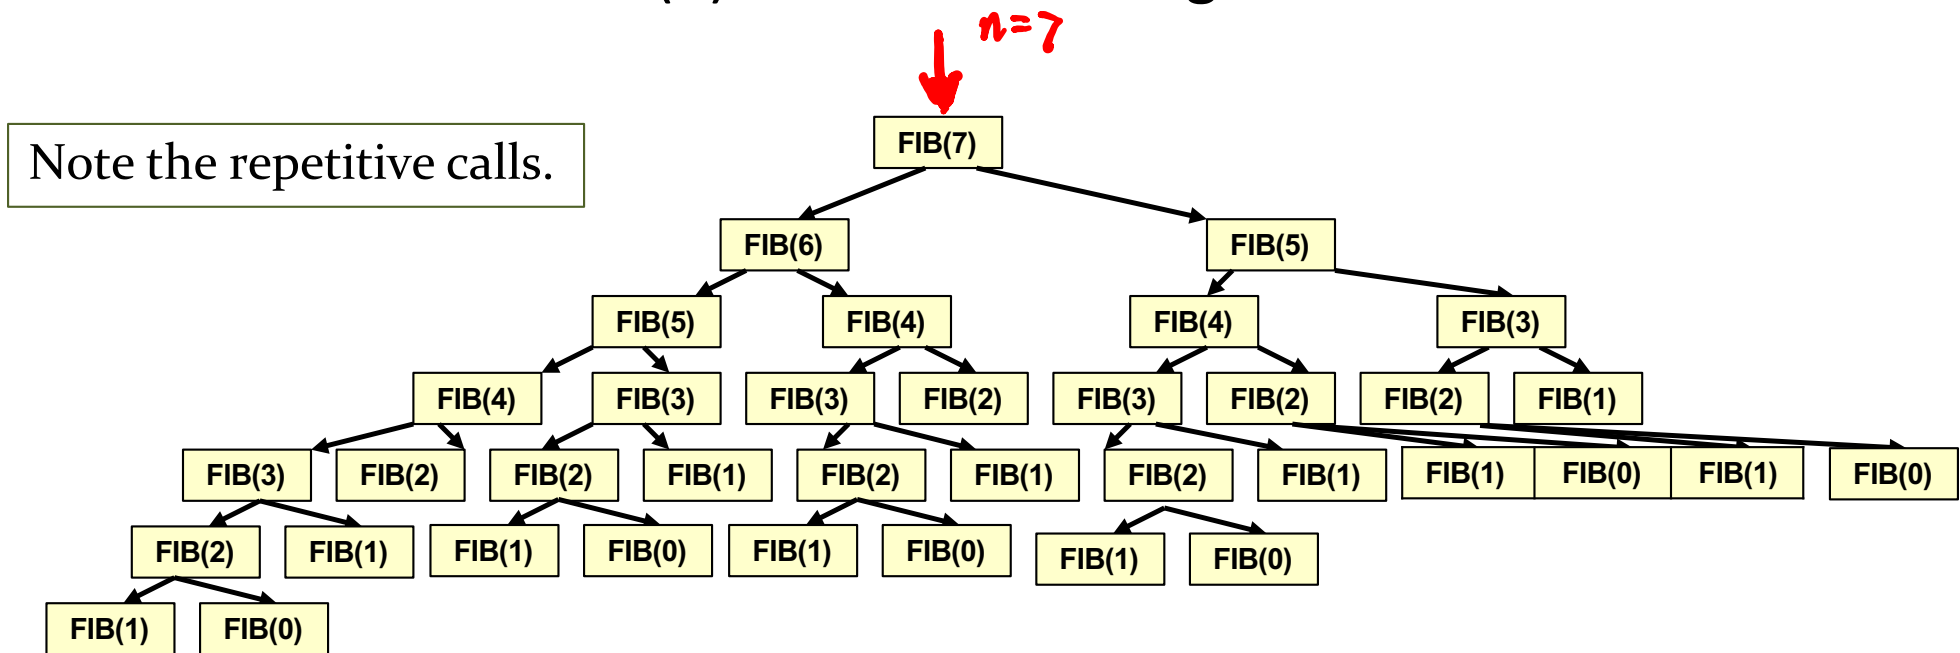 n=7
FIB(7)
Note the repetitive calls.
FIB(6) FIB(5)
FIB(5) FIB(4) FIB(4) FIB(3)
FIB(4) FIB(3) FIB(3) FIB(2) FIB(3) FIB(2) FIB(2) FIB(1)
FIB(3) FIB(2) FIB(2) FIB(1) FIB(2) FIB(1) FIB(2) FIB(1) FIB(1) FIB(0) FIB(1) FIB(0)
FIB(2) FIB(1) FIB(1) FIB(0) FIB(1) FIB(0) FIB(1) FIB(0)
FIB(1) FIB(0)